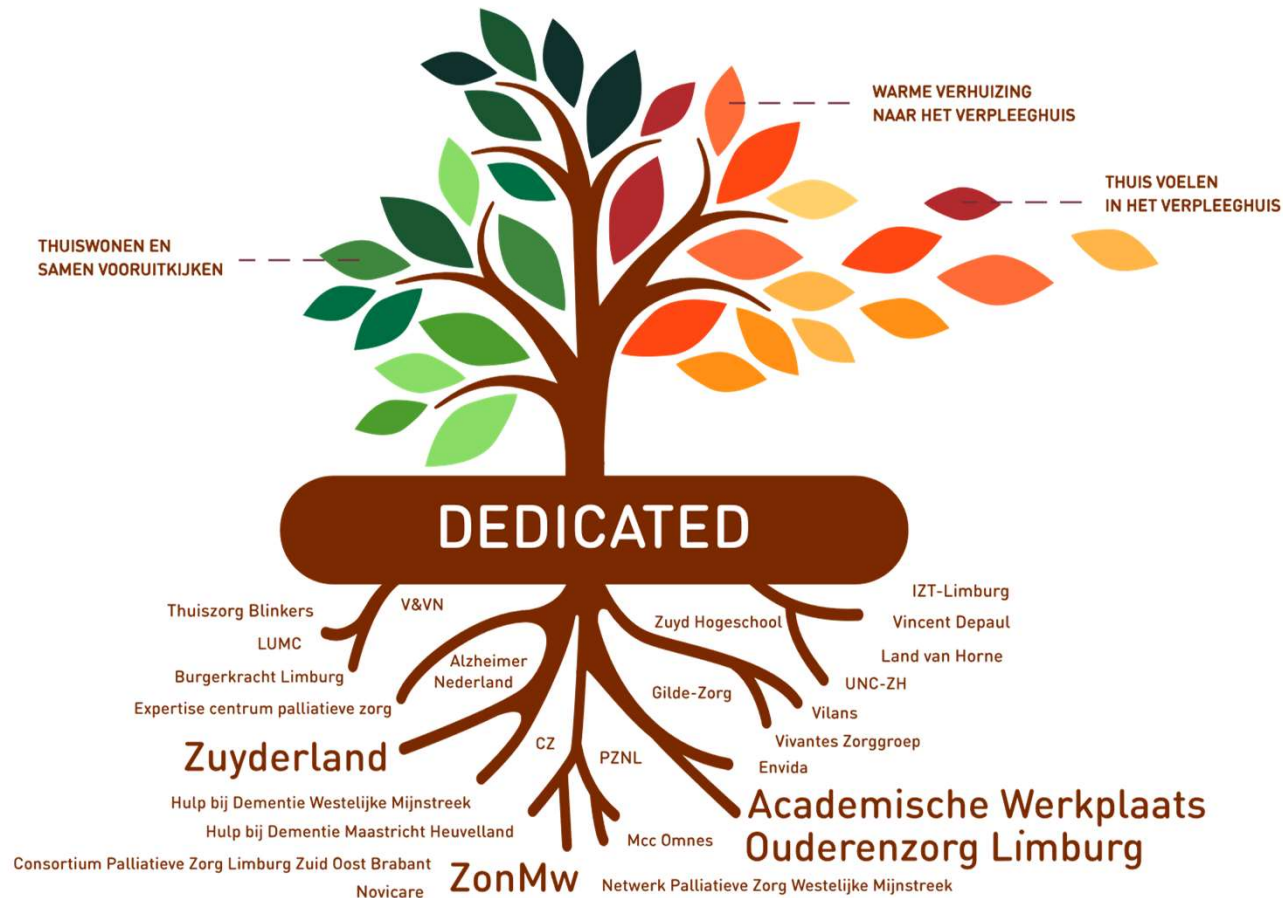 WARME VERHUIZING
NAAR HET VERPLEEGHUIS
THUIS VOELEN
IN HET VERPLEEGHUIS
THUISWONEN EN
SAMEN VOORUITKIJKEN
DEDICATED
Thuiszorg Blinkers
V&VN
LUMC
Burgerkracht Limburg
Expertise centrum palliatieve zorg
Alzheimer
Nederland
Zuyderland
Hulp bij Dementie Westelijke Mijnstreek
Hulp bij Dementie Maastricht Heuvelland
Consortium Palliatieve Zorg Limburg Zuid Oost Brabant
Novicare
CZ
PZNL
ZonMw
Mcc Omnes
Netwerk Palliatieve Zorg Westelijke Mijnstreek
Zuyd Hogeschool
Gilde-Zorg
IZT-Limburg
Vincent Depaul
Land van Horne
UNC-ZH
Vilans
Vivantes Zorggroep
Envida
Academische Werkplaats
Ouderenzorg Limburg